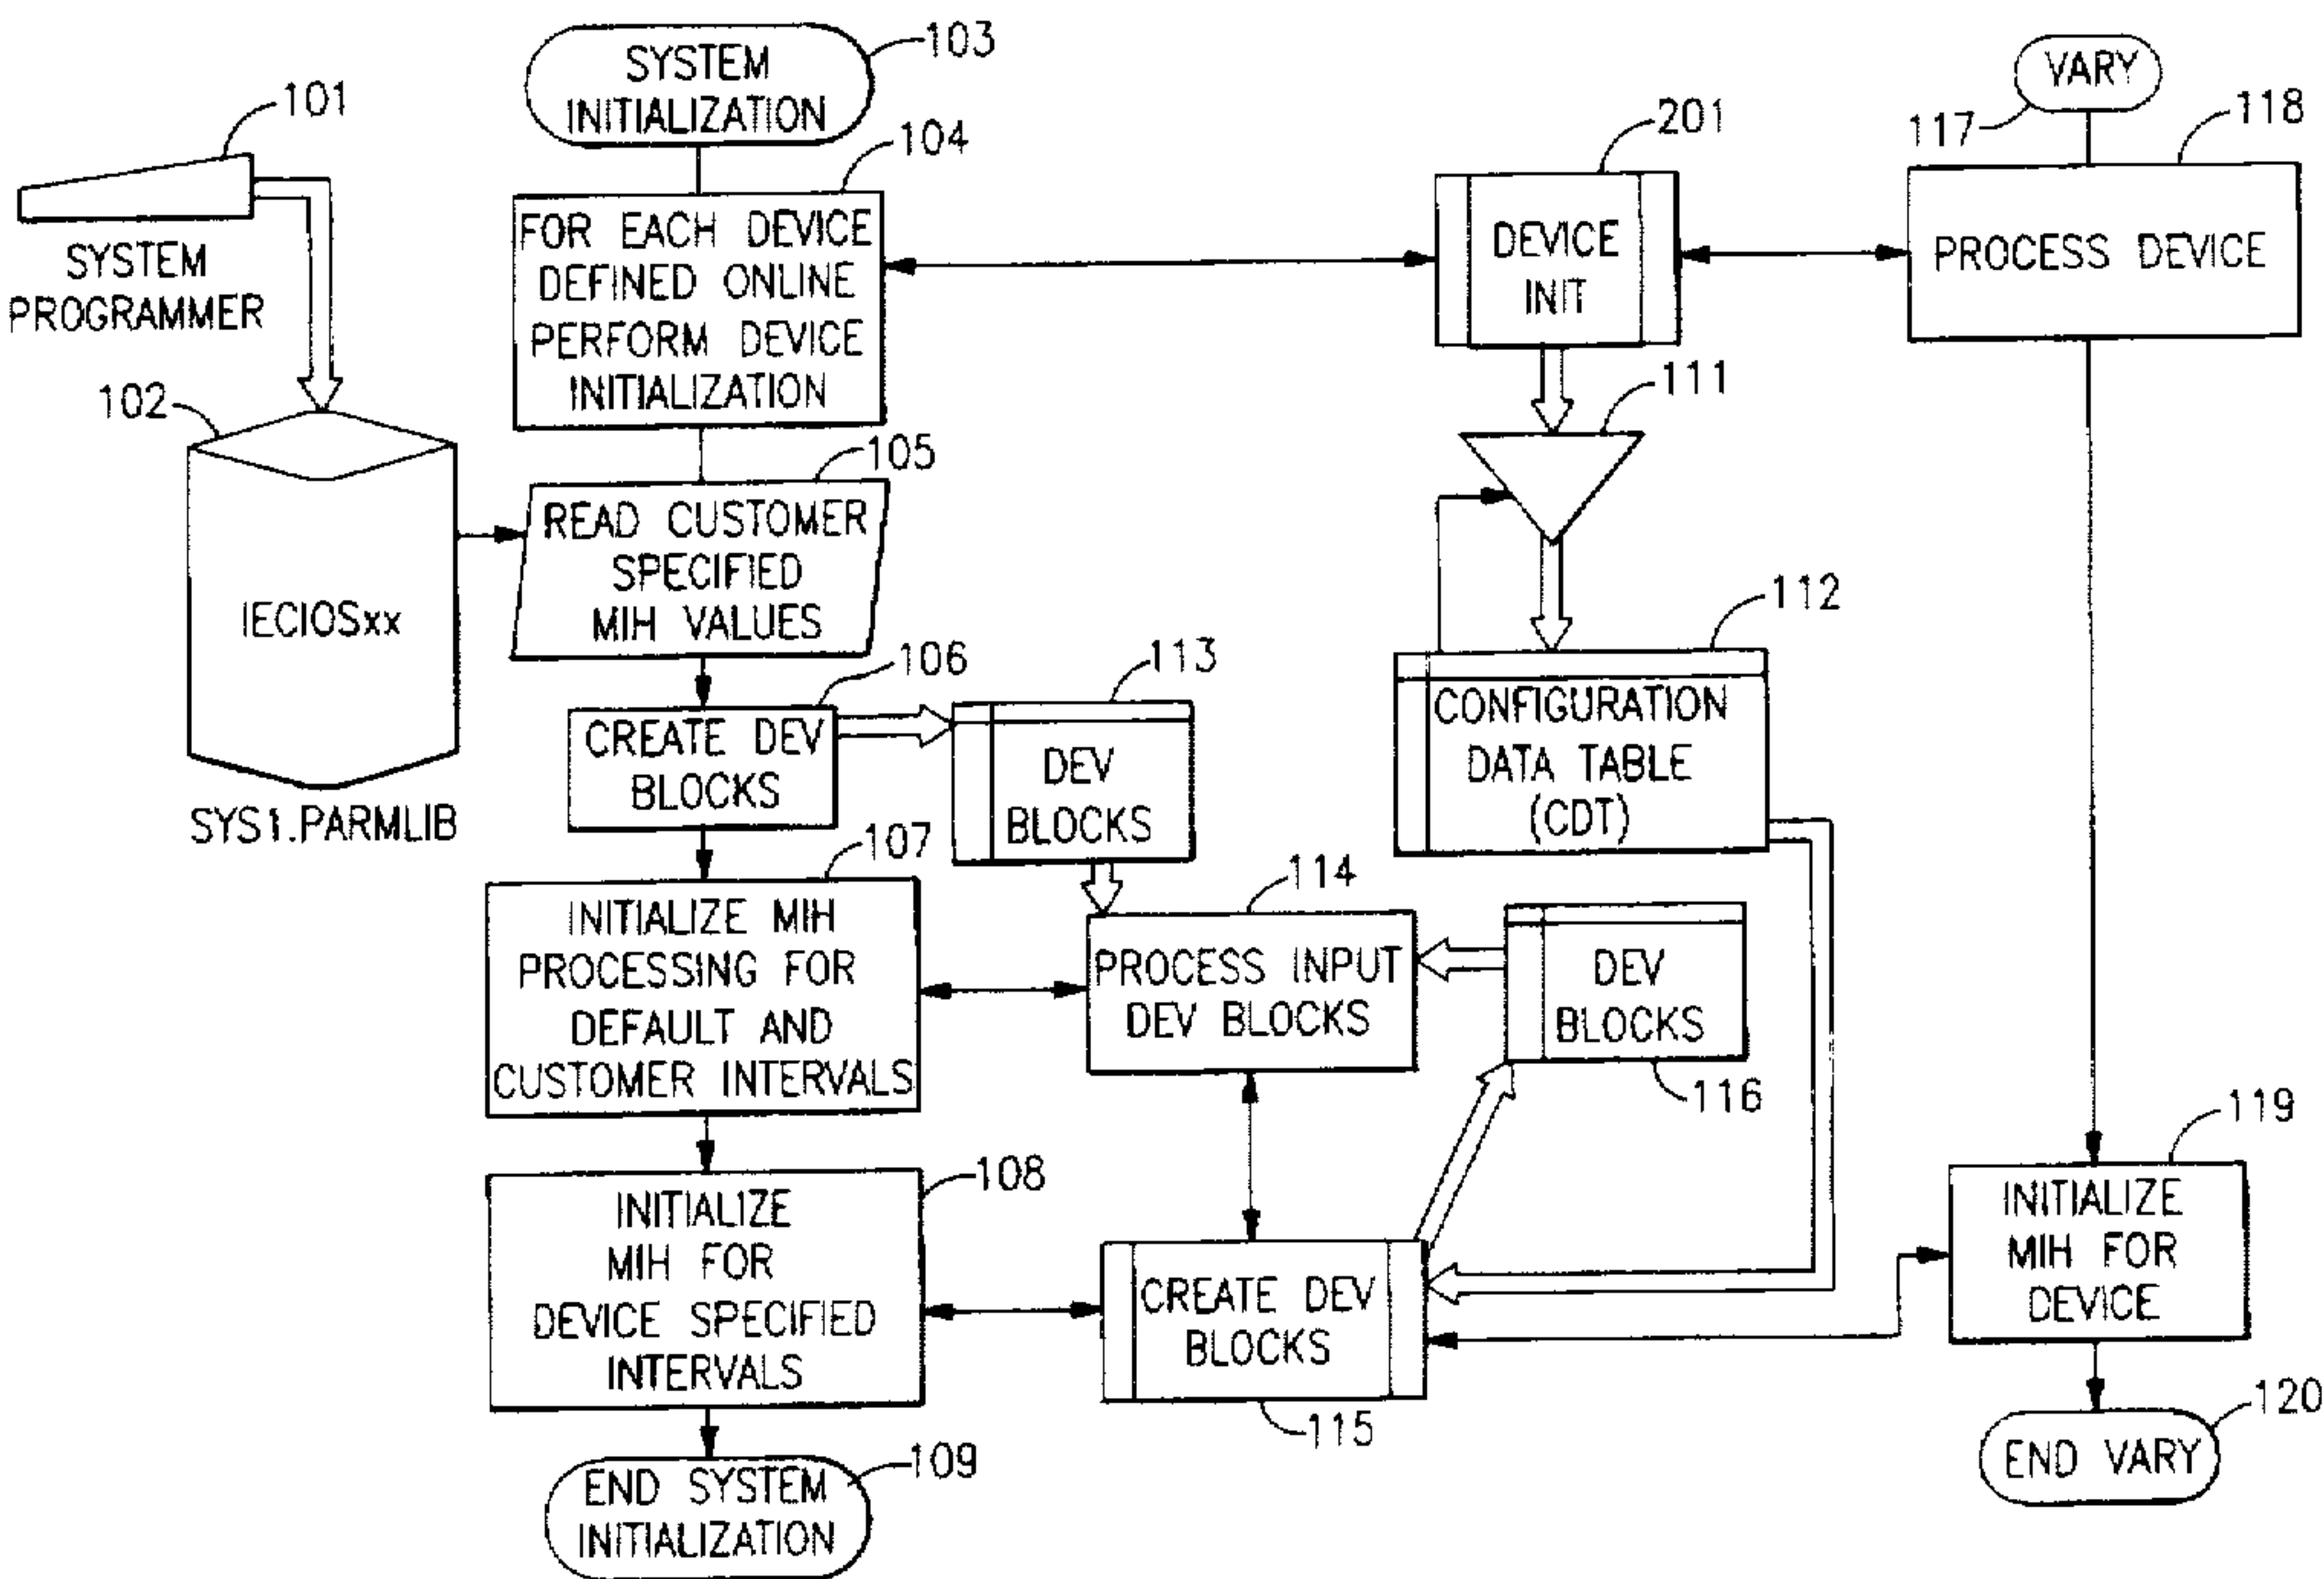 103
SYSTEM
INITIALIZATION
VARY
117
118
101
SYSTEM
PROGRAMMER
104
FOR EACH DEVICE
DEFINED ONLINE
PERFORM DEVICE
INITIALIZATION
201
DEVICE
INIT
PROCESS DEVICE
102
IECIOSxx
SYS1.PARMLIB
105
READ CUSTOMER
SPECIFIED
MIH VALUES
111
112
CONFIGURATION
DATA TABLE
(CDT)
106
CREATE DEV
BLOCKS
113
DEV
BLOCKS
107
INITIALIZE MIH
PROCESSING FOR
DEFAULT AND
CUSTOMER INTERVALS
114
PROCESS INPUT
DEV BLOCKS
DEV
BLOCKS
116
108
INITIALIZE
MIH FOR
DEVICE SPECIFIED
INTERVALS
CREATE DEV
BLOCKS
115
119
INITIALIZE
MIH FOR
DEVICE
109
END SYSTEM
INITIALIZATION
120
END VARY